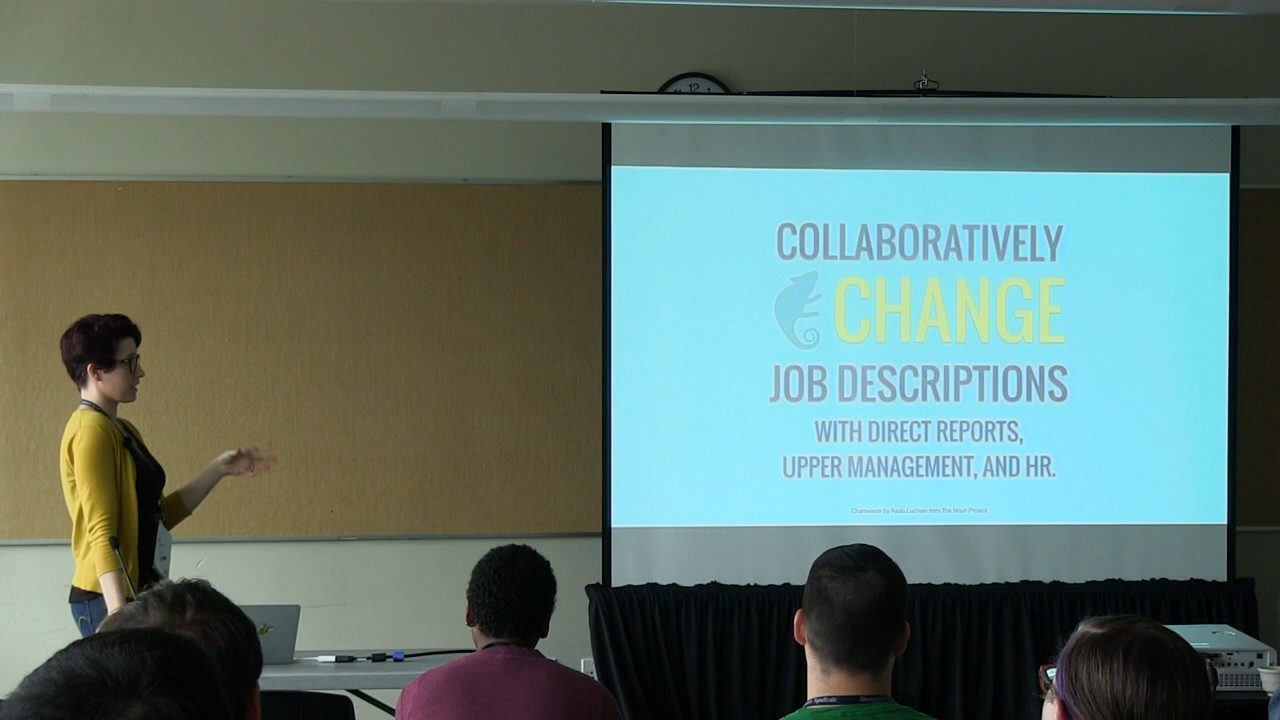 12
COLLABORATIVELY
CHANGE
JOB DESCRIPTIONS
WITH DIRECT REPORTS,
UPPER MANAGEMENT, AND HR.
Chameleon by Radu Luchian from The Noun Project